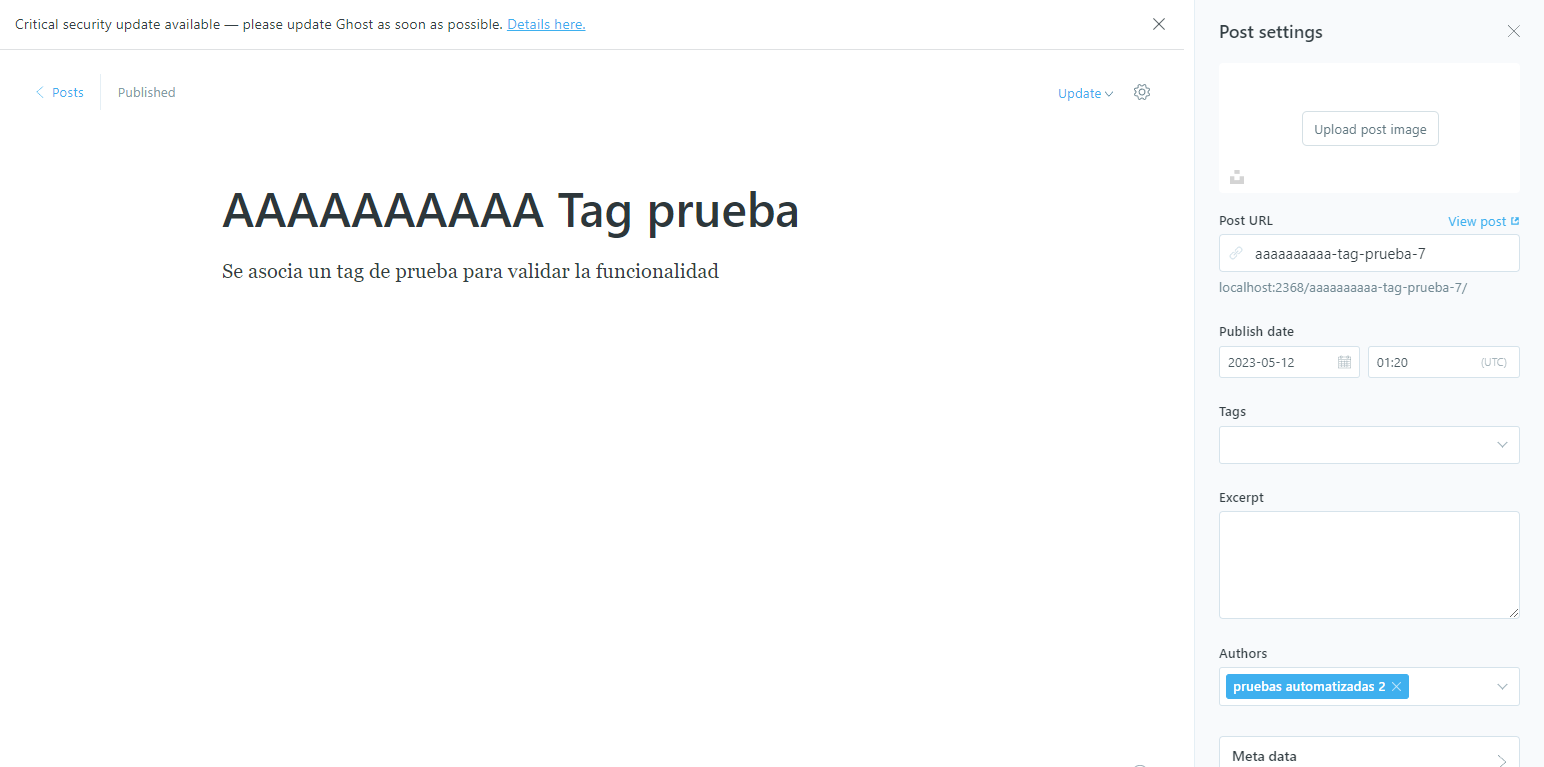 Critical security update available — please update Ghost as soon as possible. Details here.
Posts
Published
Update
AAAAAAAAAA Tag prueba
Se asocia un tag de prueba para validar la funcionalidad
Post settings
Upload post image
Post URL
View post
aaaaaaaaaa-tag-prueba-7
localhost:2368/aaaaaaaaaa-tag-prueba-7/
Publish date
2023-05-12
01:20 (UTC)
Tags
Excerpt
Authors
pruebas automatizadas 2
Meta data